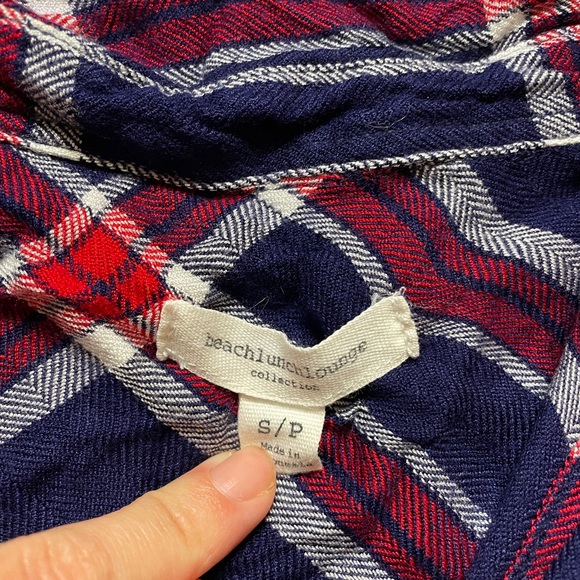 beachlunchlounge
collection
S/P
Made in